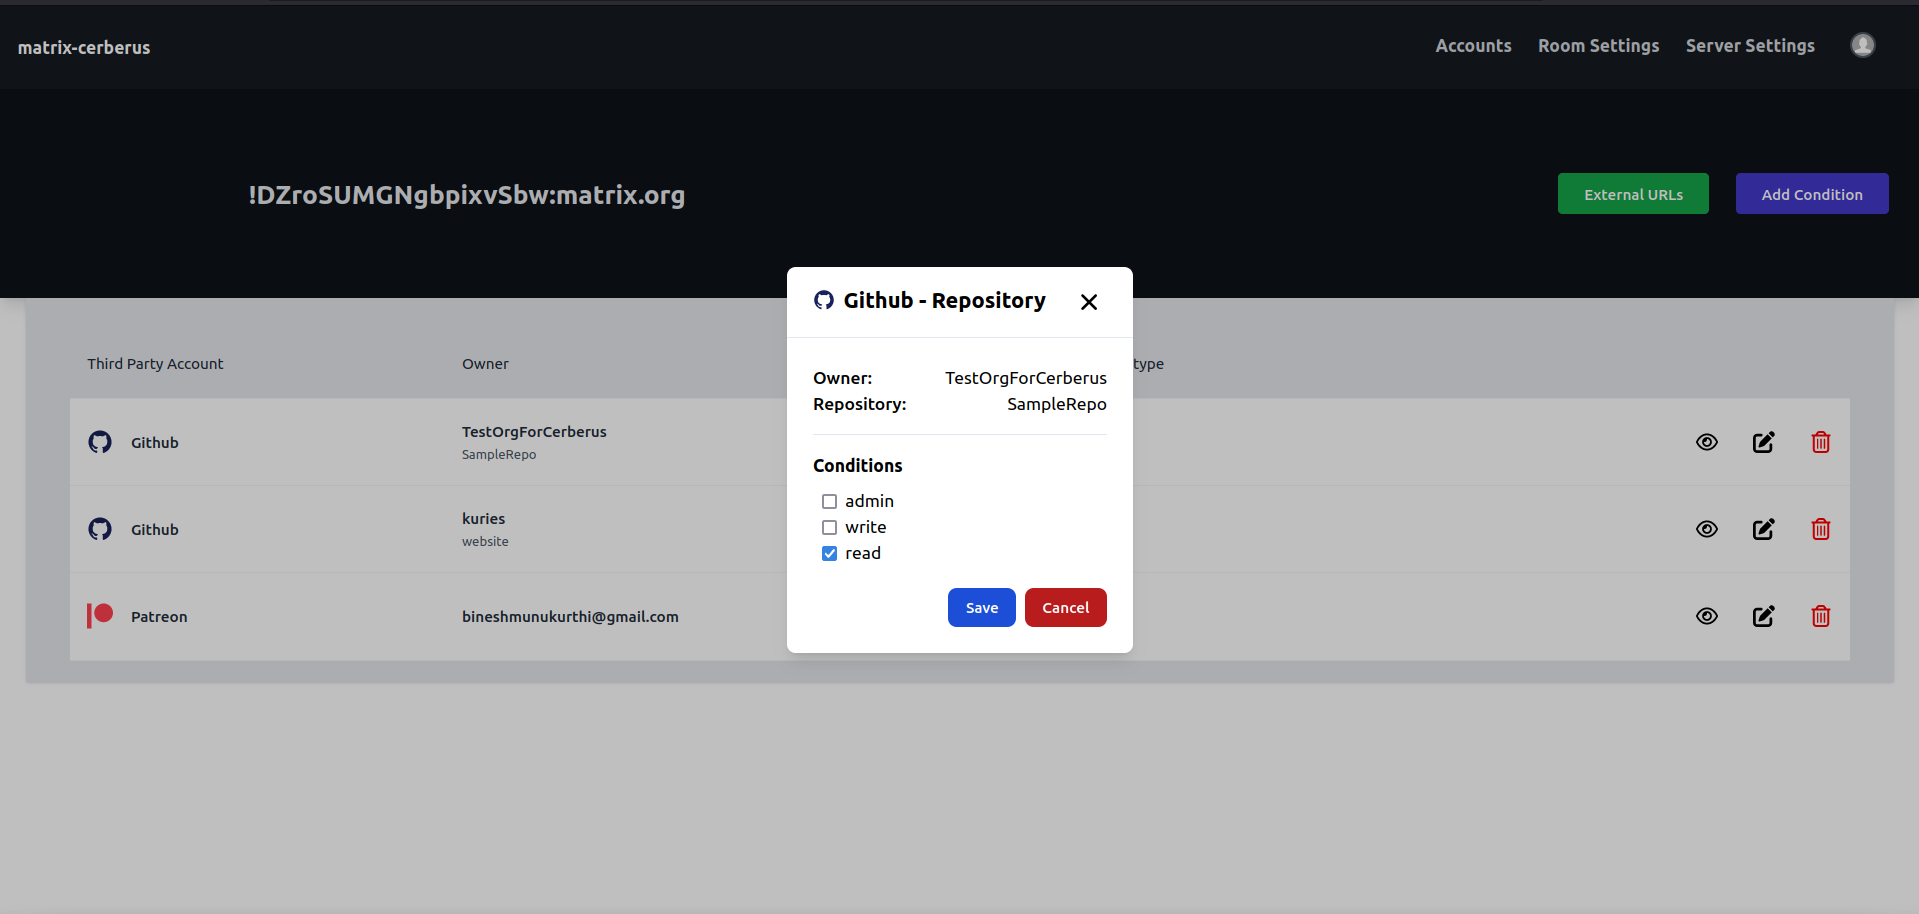 matrix-cerberus
Accounts Room Settings Server Settings
!DZroSUMGNgbpixvSbw:matrix.org
External URLs Add Condition
Github - Repository
Owner: TestOrgForCerberus
Repository: SampleRepo
Conditions
admin
write
read
Save Cancel
Third Party Account Owner type
Github TestOrgForCerberus
SampleRepo
Github kuries
website
Patreon bineshmunukurthi@gmail.com